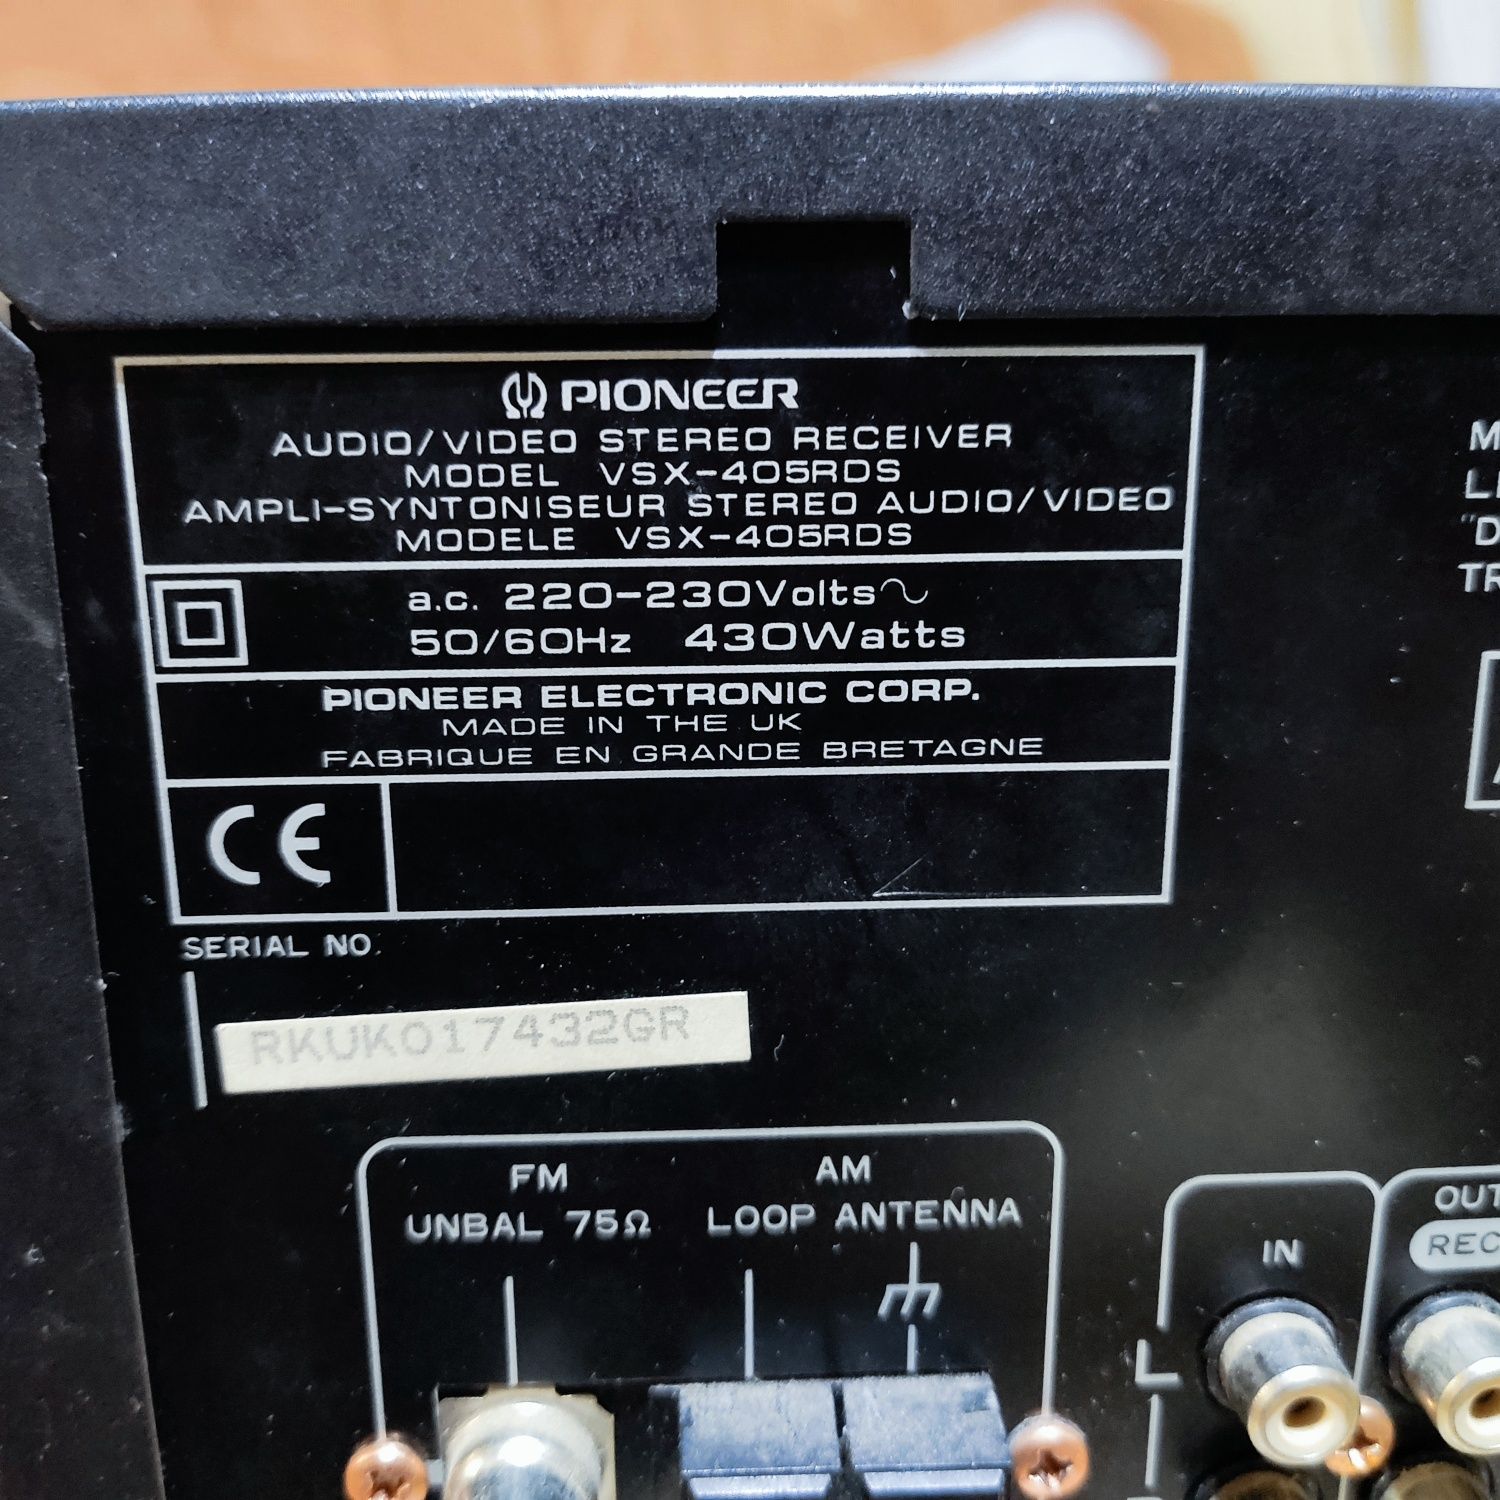 PIONEER
AUDIO/VIDEO STEREO RECEIVER
MODEL VSX-405RDS
AMPLI-SYNTONISEUR STEREO AUDIO/VIDEO
MODELE VSX-405RDS
a.c. 220-230Volts~
50/60Hz 430Watts
PIONEER ELECTRONIC CORP.
MADE IN THE UK
FABRIQUE EN GRANDE BRETAGNE
CE
SERIAL NO.
RKUK017432GR
FM
UNBAL 75Ω
AM
LOOP ANTENNA
IN
OUT
REC
L